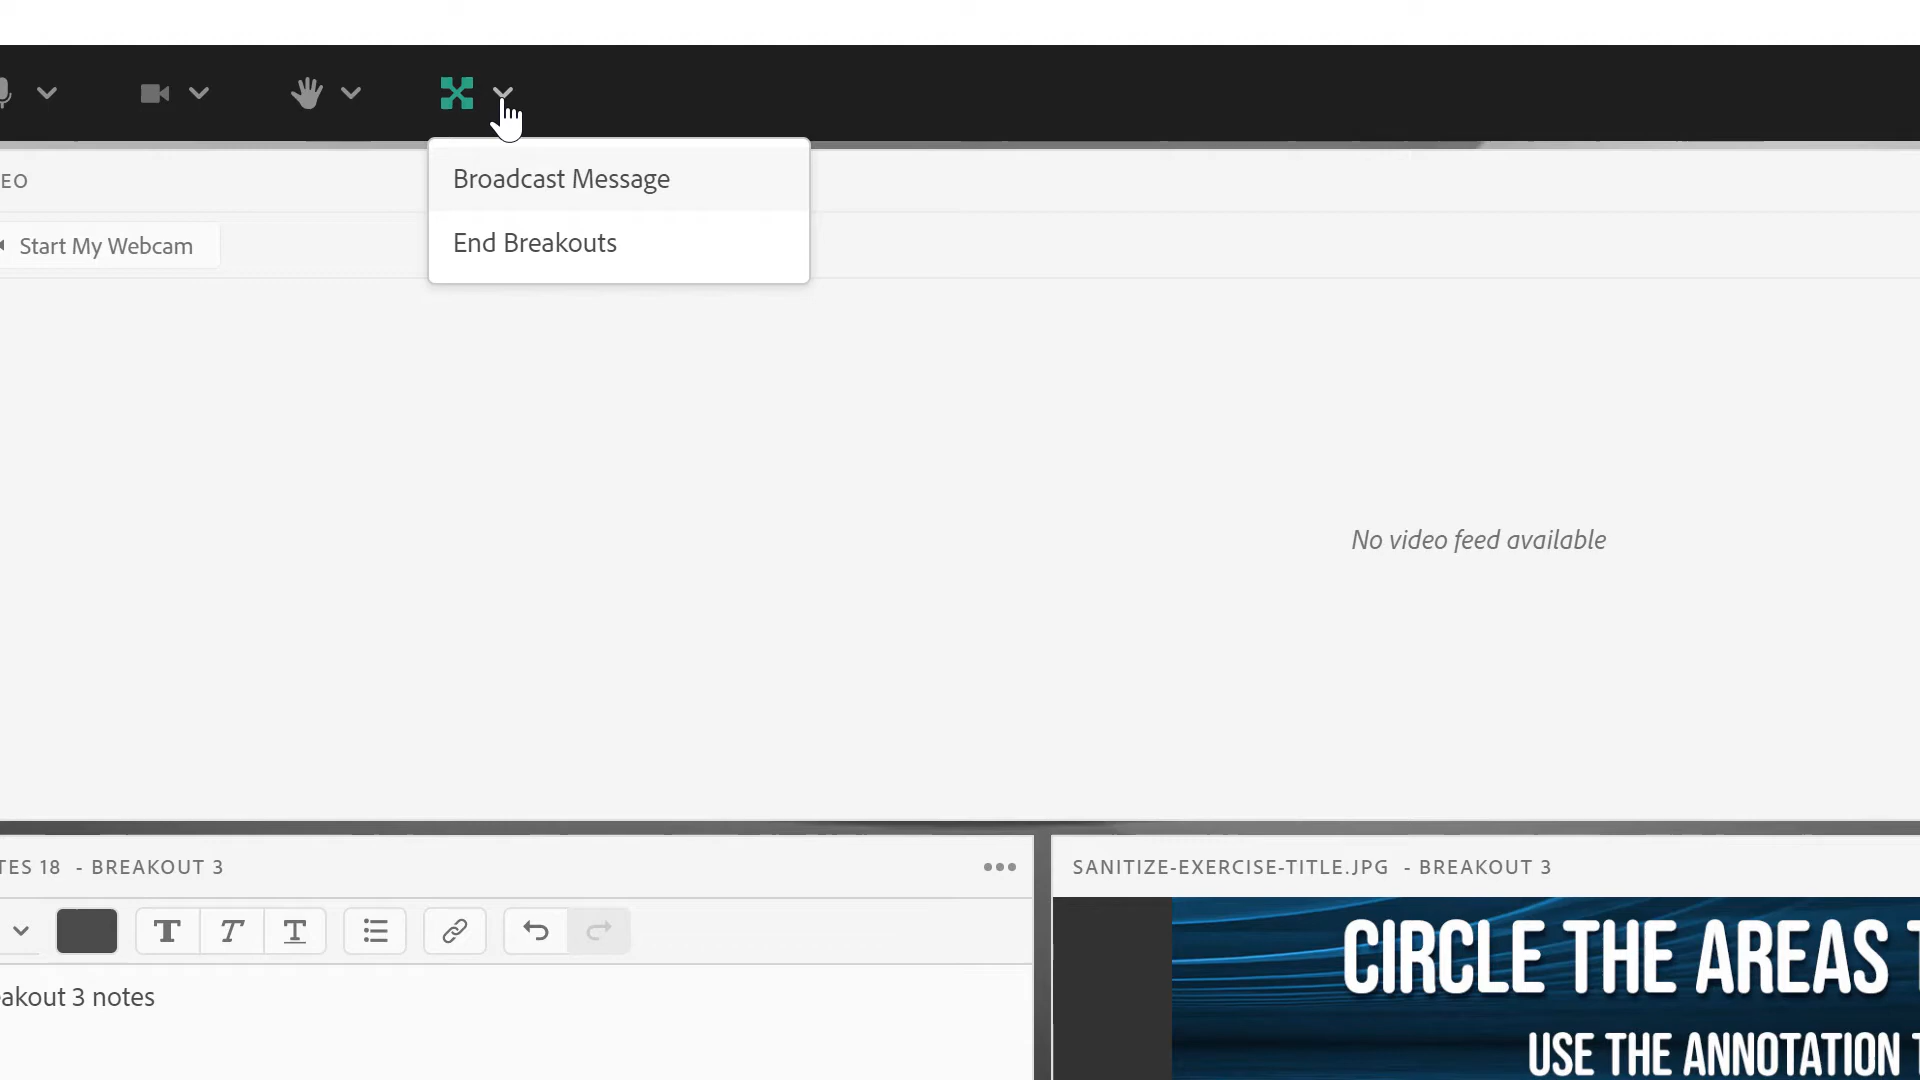 EO
Broadcast Message
Start My Webcam
End Breakouts
No video feed available
TES 18 - BREAKOUT 3
SANITIZE-EXERCISE-TITLE.JPG - BREAKOUT 3
T T T
CIRCLE THE AREAS T
akout 3 notes
USE THE ANNOTATION T